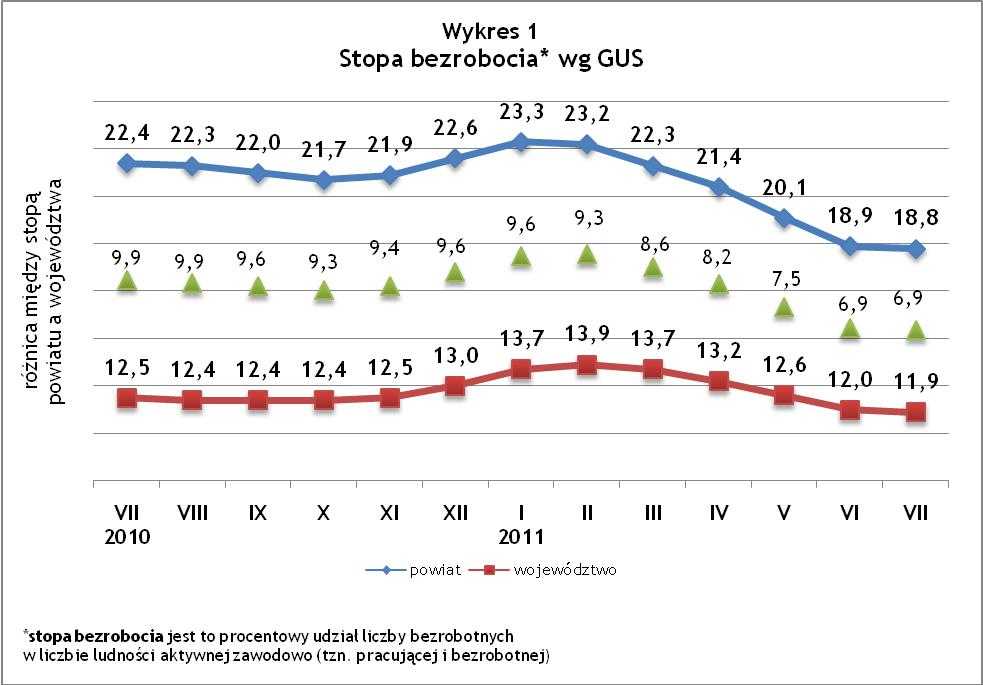 Wykres 1
Stopa bezrobocia* wg GUS
różnica między stopą
powiatu a województwa
22,4 22,3 22,0 21,7 21,9 22,6 23,3 23,2 22,3 21,4 20,1 18,9 18,8
9,9 9,9 9,6 9,3 9,4 9,6 9,6 9,3 8,6 8,2 7,5 6,9 6,9
12,5 12,4 12,4 12,4 12,5 13,0 13,7 13,9 13,7 13,2 12,6 12,0 11,9
VII VIII IX X XI XII I II III IV V VI VII
2010 2011
powiat województwo
*stopa bezrobocia jest to procentowy udział liczby bezrobotnych
w liczbie ludności aktywnej zawodowo (tzn. pracującej i bezrobotnej)